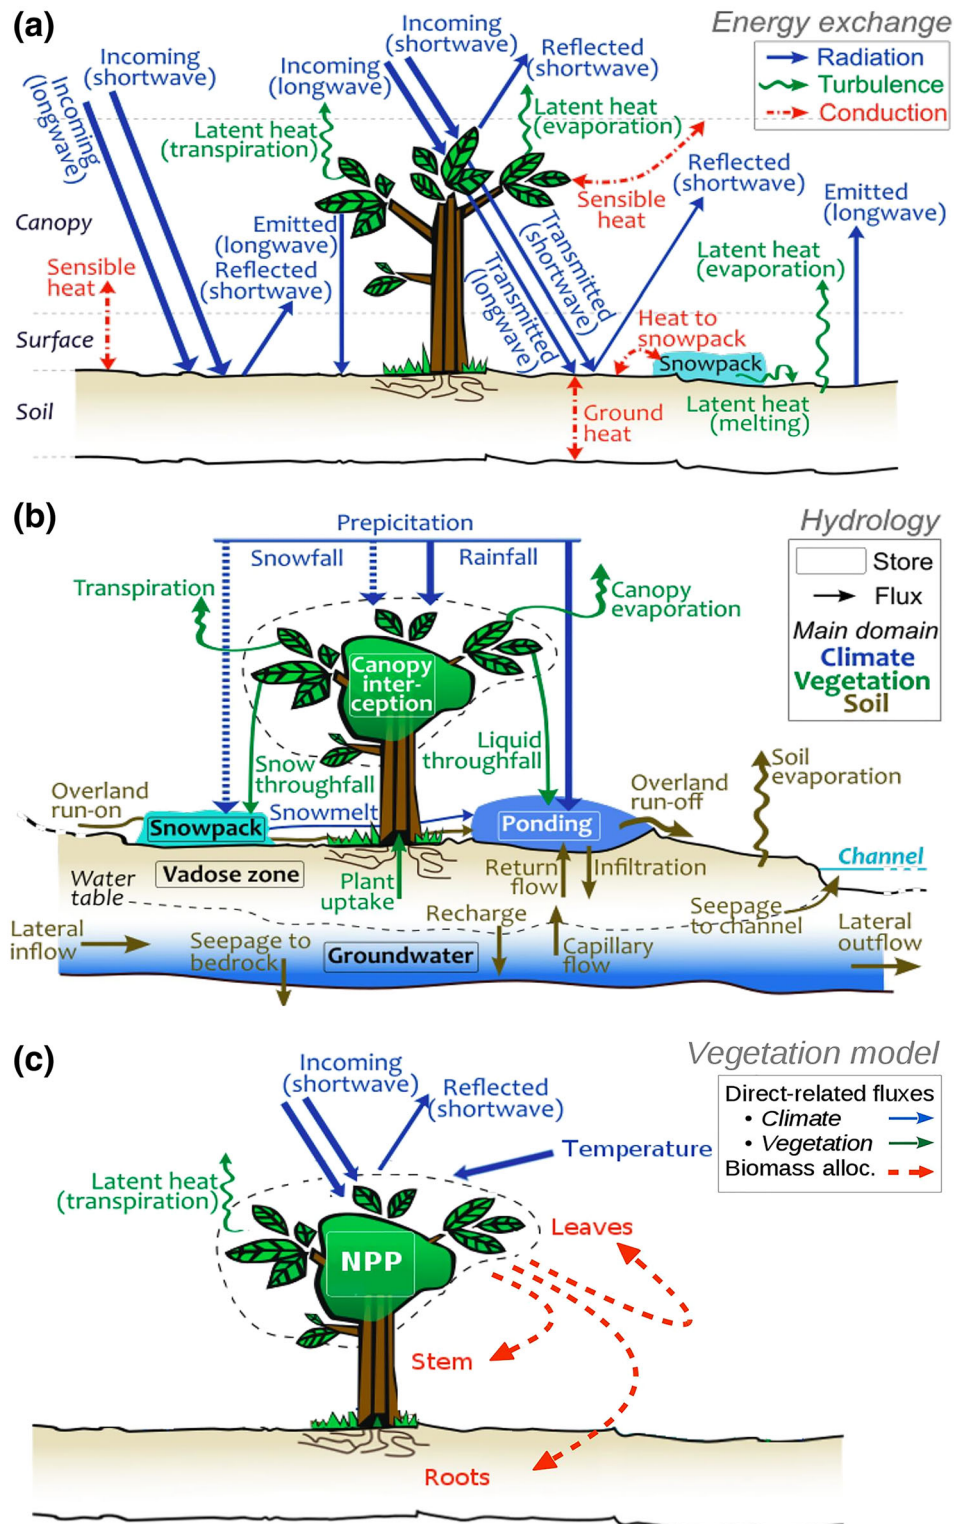 (a)
Energy exchange
Radiation
Turbulence
Conduction
Incoming
(shortwave)
Incoming
(longwave)
Incoming
(shortwave)
Incoming
(longwave)
Reflected
(shortwave)
Latent heat
(transpiration)
Latent heat
(evaporation)
Reflected
(shortwave)
Sensible
heat
Emitted
(longwave)
Canopy
Emitted
(longwave)
Reflected
(shortwave)
Transmitted
(shortwave)
Transmitted
(longwave)
Latent heat
(evaporation)
Sensible
heat
Surface
Heat to
snowpack
Snowpack
Soil
Ground
heat
Latent heat
(melting)
(b)
Hydrology
Store
Flux
Main domain
Climate
Vegetation
Soil
Prepicitation
Snowfall
Rainfall
Transpiration
Canopy
evaporation
Canopy
inter-
ception
Snow
throughfall
Liquid
throughfall
Soil
evaporation
Overland
run-on
Overland
run-off
Snowmelt
Snowpack
Ponding
Channel
Vadose zone
Water
table
Plant
uptake
Return
flow
Infiltration
Recharge
Seepage
to channel
Lateral
inflow
Seepage to
bedrock
Groundwater
Capillary
flow
Lateral
outflow
(c)
Vegetation model
Direct-related fluxes
• Climate
• Vegetation
Biomass alloc.
Incoming
(shortwave)
Reflected
(shortwave)
Temperature
Latent heat
(transpiration)
Leaves
NPP
Stem
Roots